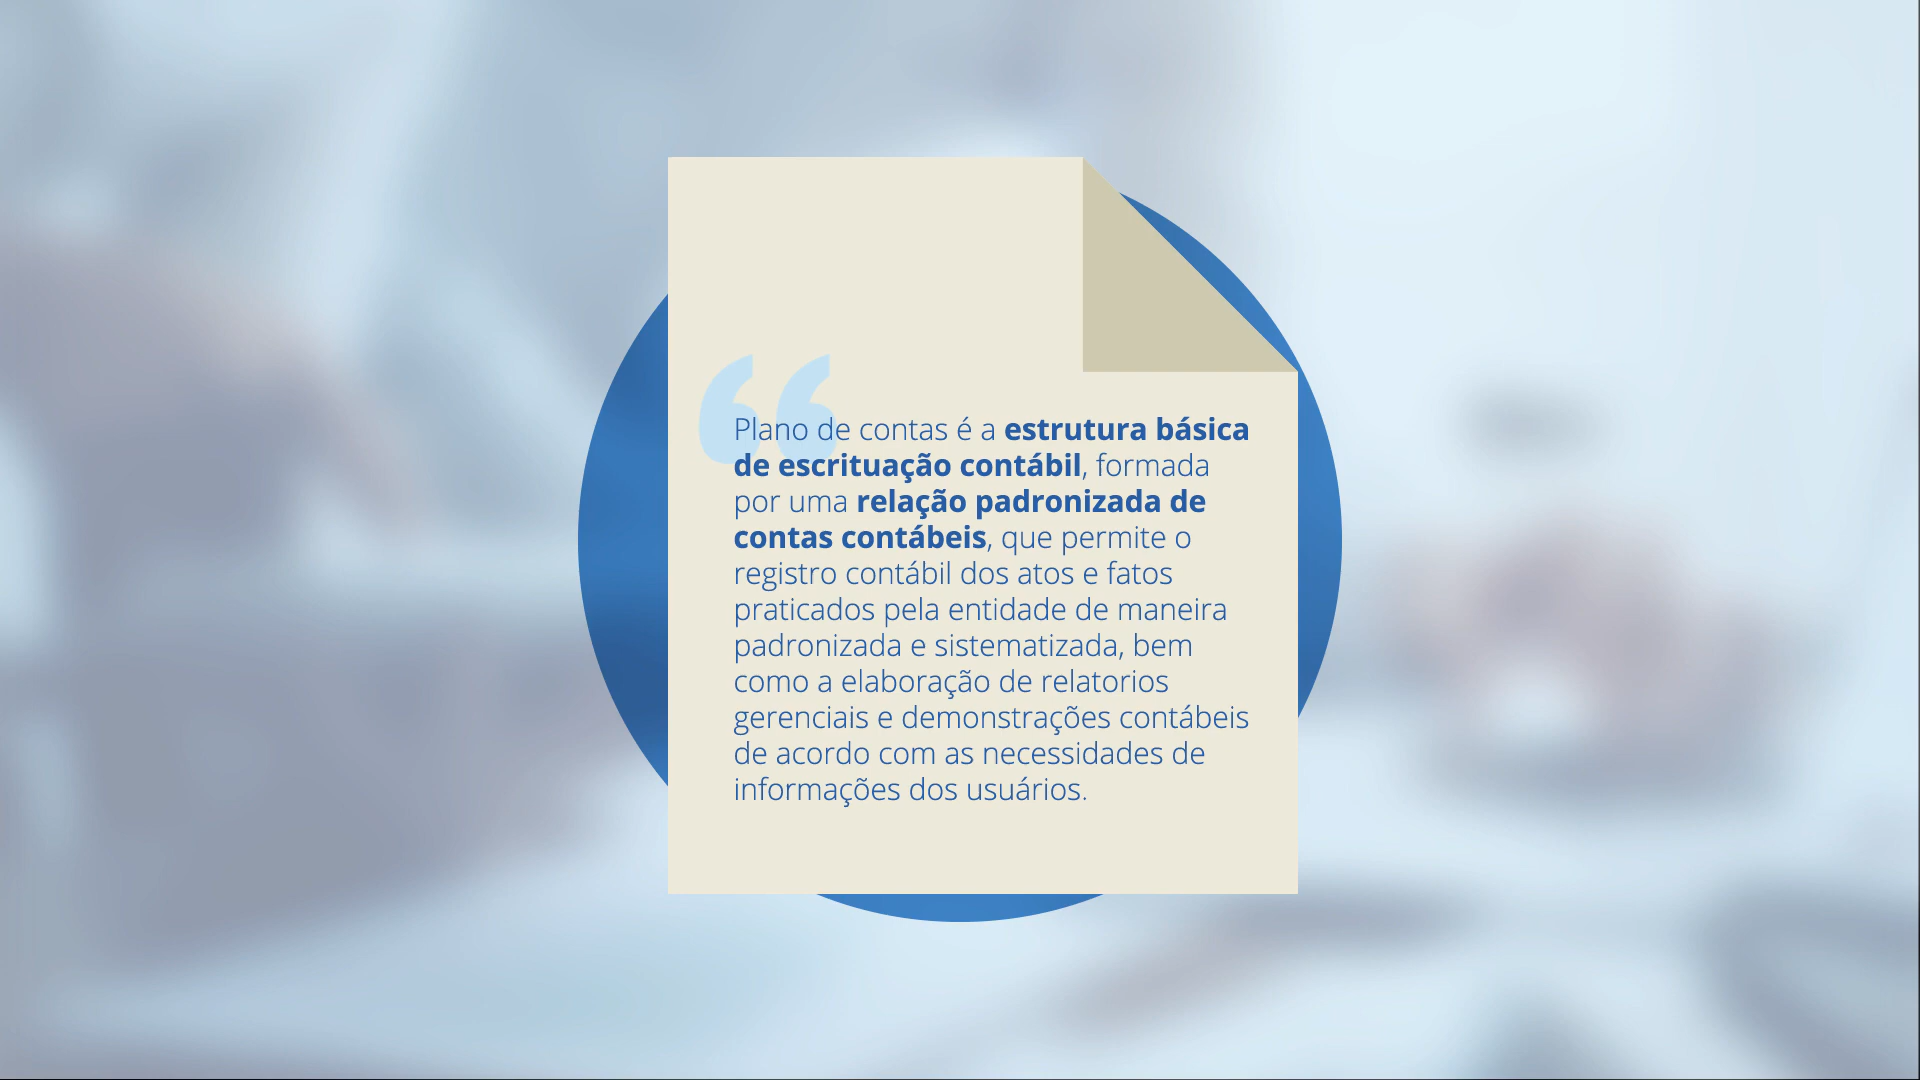 Plano de contas é a estrutura básica
de escrituação contábil, formada
por uma relação padronizada de
contas contábeis, que permite o
registro contábil dos atos e fatos
praticados pela entidade de maneira
padronizada e sistematizada, bem
como a elaboração de relatorios
gerenciais e demonstrações contábeis
de acordo com as necessidades de
informações dos usuários.